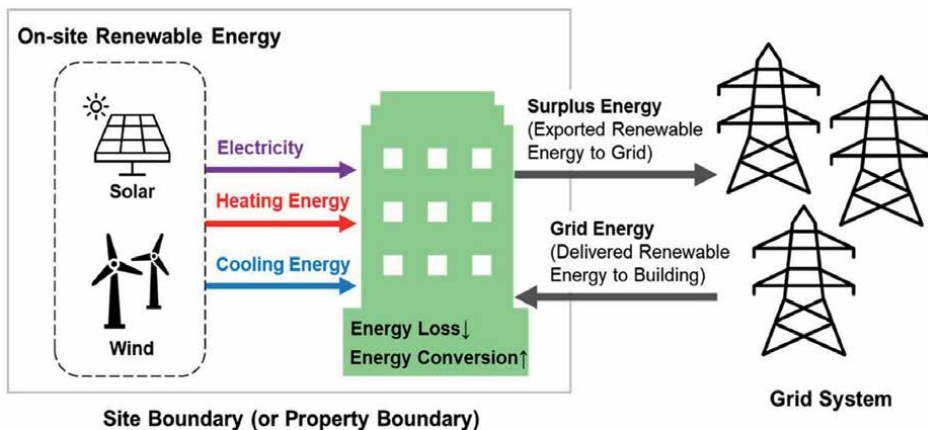 On-site Renewable Energy
Solar
Wind
Electricity
Heating Energy
Cooling Energy
Energy Loss↓
Energy Conversion↑
Surplus Energy
(Exported Renewable
Energy to Grid)
Grid Energy
(Delivered Renewable
Energy to Building)
Grid System
Site Boundary (or Property Boundary)